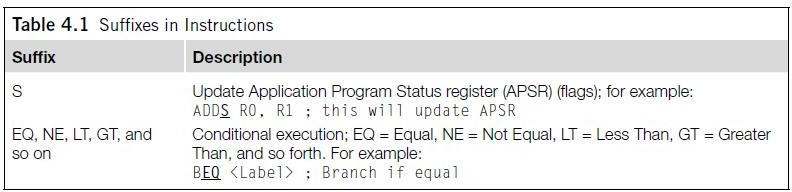 Table 4.1 Suffixes in Instructions
Suffix Description
S Update Application Program Status register (APSR) (flags); for example:
ADDS R0, R1 ; this will update APSR
EQ, NE, LT, GT, and Conditional execution; EQ = Equal, NE = Not Equal, LT = Less Than, GT = Greater
so on Than, and so forth. For example:
BEQ <Label> ; Branch if equal